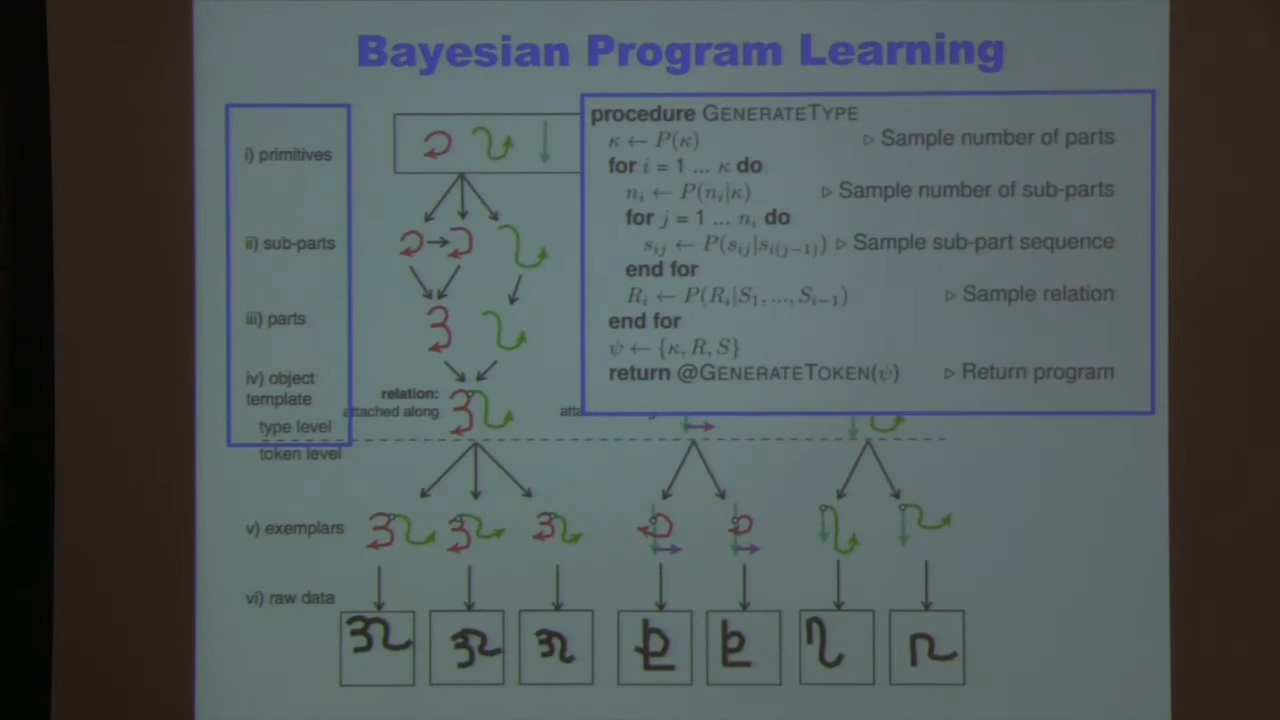 Bayesian Program Learning
i) primitives
ii) sub-parts
iii) parts
iv) object
template
type level
token level
v) exemplars
vi) raw data
relation:
attached along
procedure GENERATETYPE
κ ← P(κ) ▷ Sample number of parts
for i = 1 ... κ do
nᵢ ← P(nᵢ|κ) ▷ Sample number of sub-parts
for j = 1 ... nᵢ do
sᵢⱼ ← P(sᵢⱼ|sᵢ₍ⱼ₋₁₎) ▷ Sample sub-part sequence
end for
Rᵢ ← P(Rᵢ|S₁, ..., Sᵢ₋₁) ▷ Sample relation
end for
ψ ← {κ, R, S}
return @GENERATETOKEN(ψ) ▷ Return program